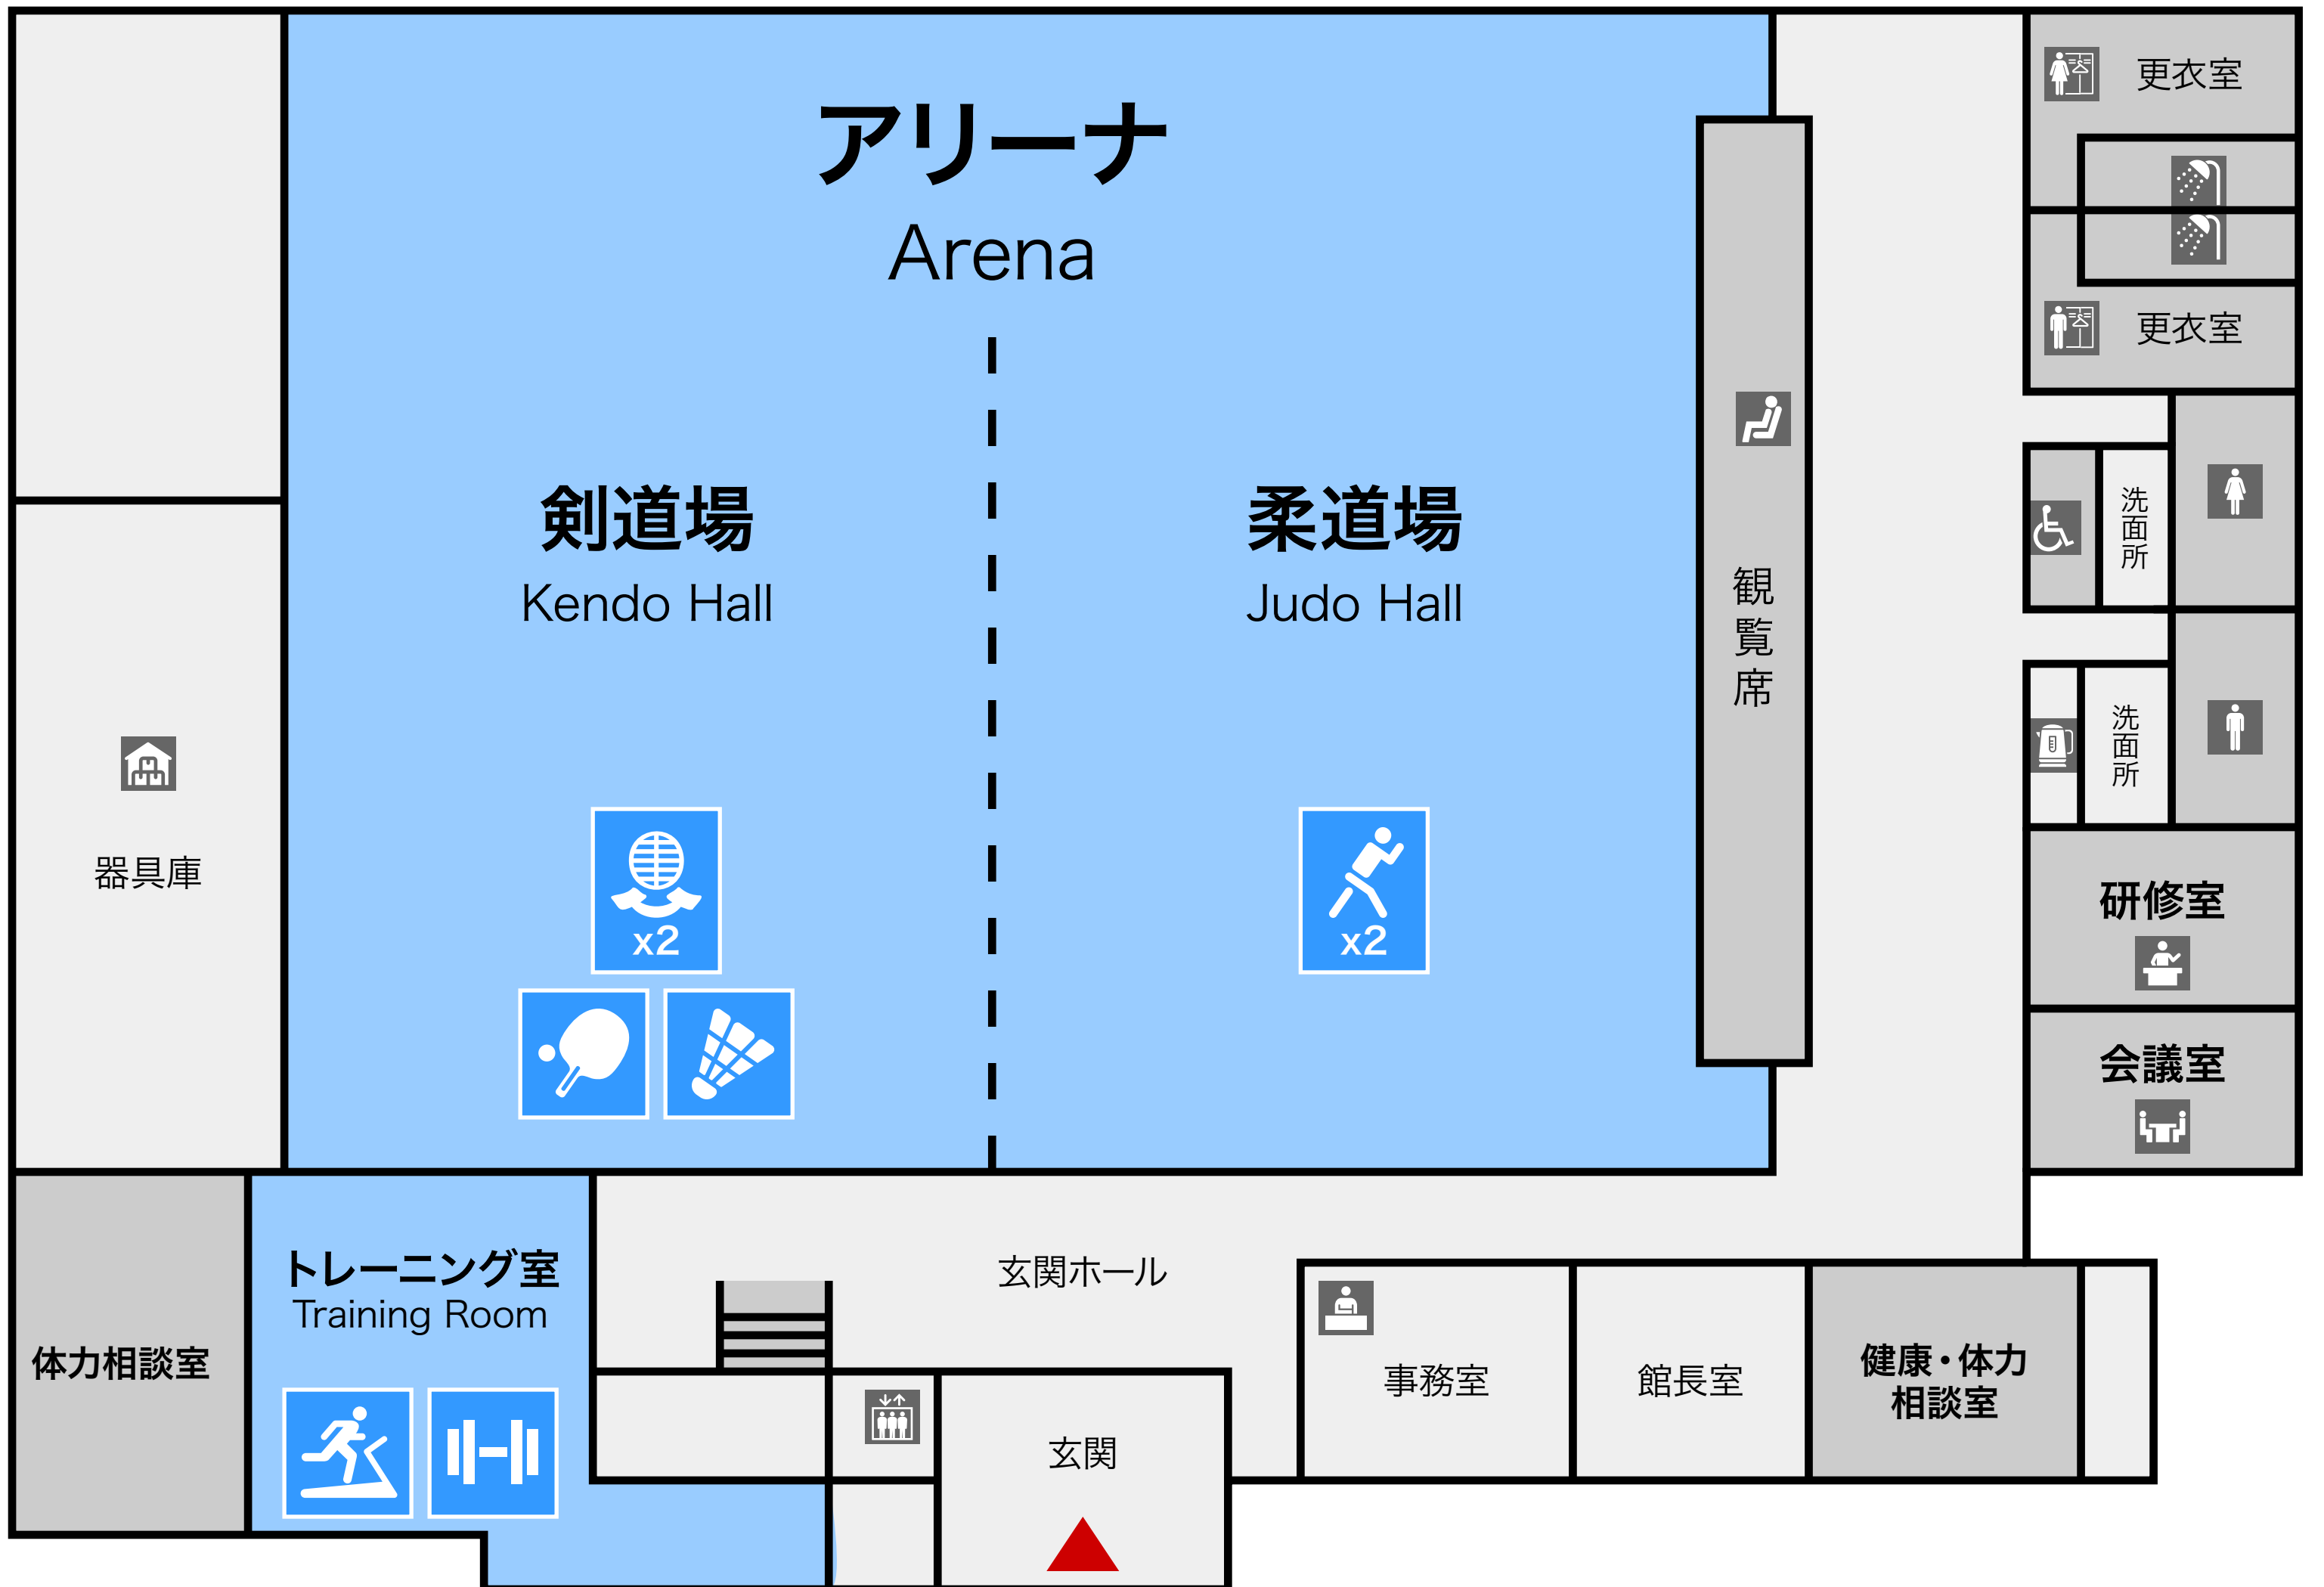 アリーナ
Arena
更衣室
更衣室
剣道場
Kendo Hall
柔道場
Judo Hall
観覧席
洗面所
洗面所
器具庫
x2
x2
研修室
会議室
トレーニング室
Training Room
体力相談室
玄関ホール
事務室
館長室
健康・体力
相談室
玄関